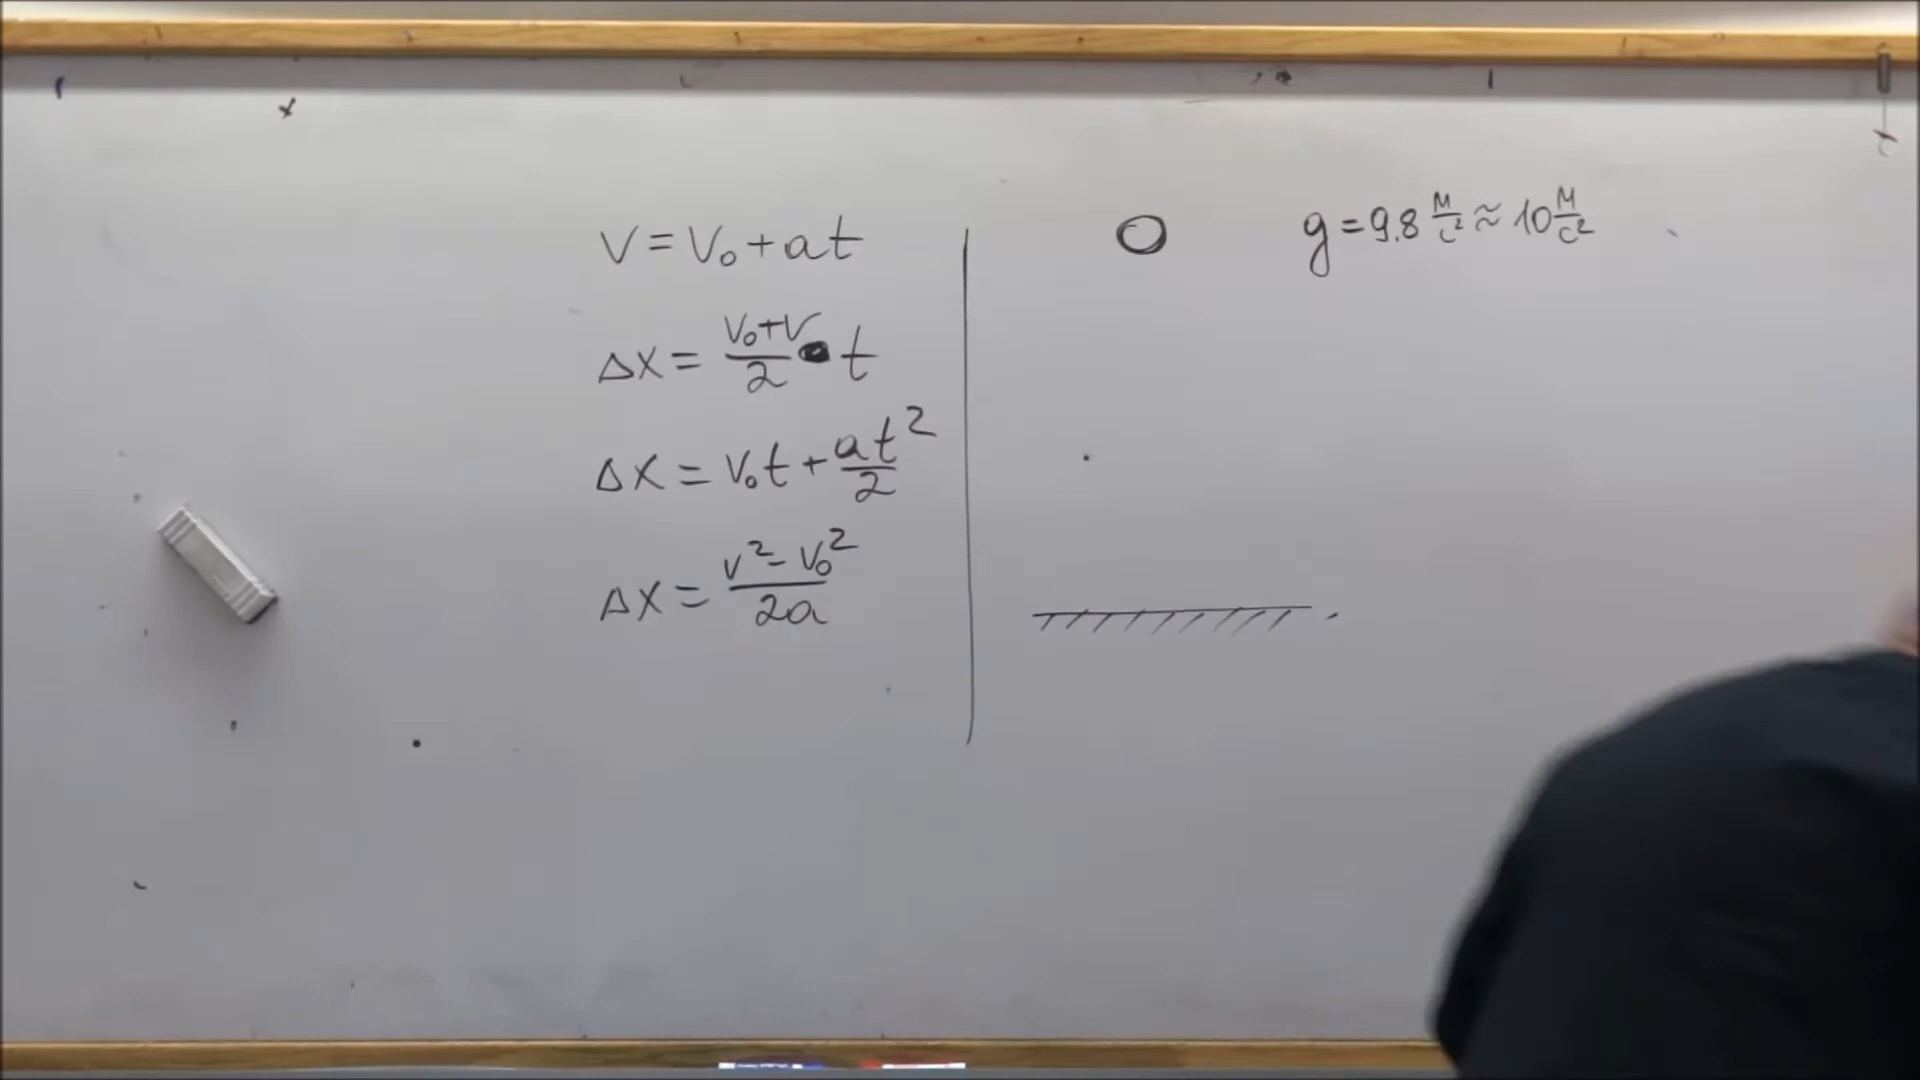 V = V₀ + at
Δx = (V₀+V)/2 • t
Δx = V₀t + at²/2
Δx = (V² - V₀²)/2a
g = 9.8 м/с² ≈ 10 м/с²